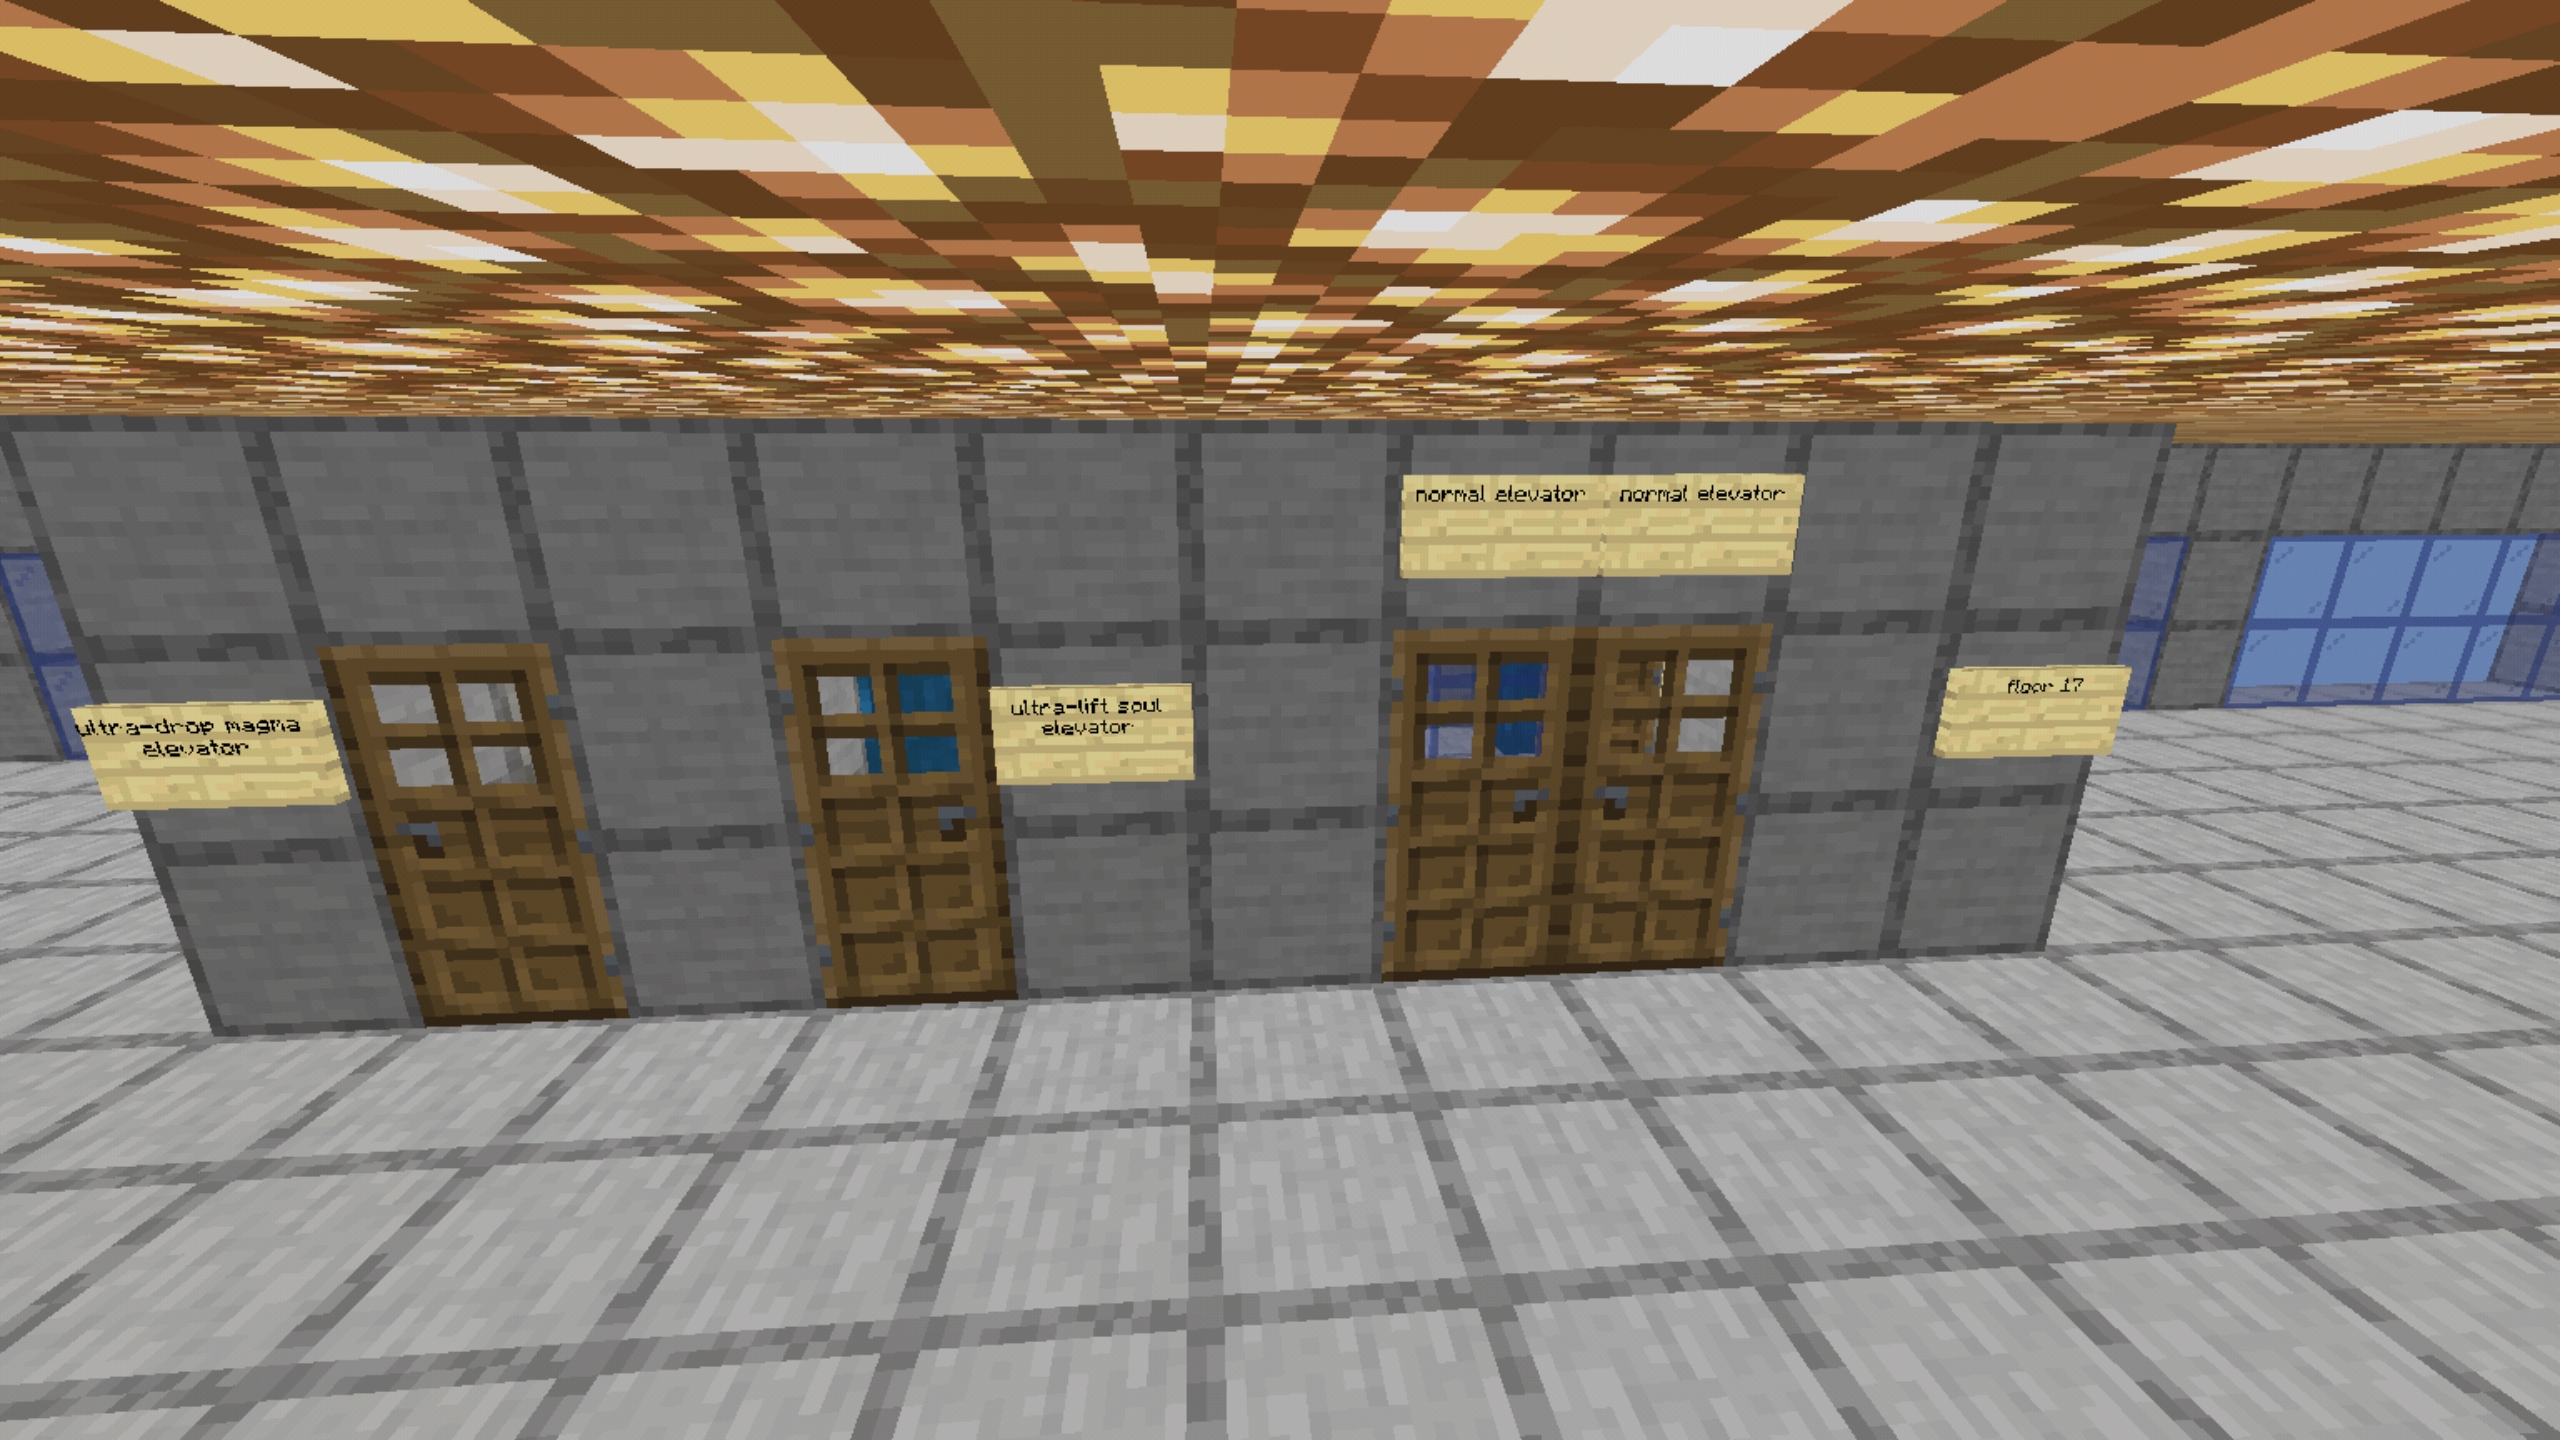 ultra-drop magma
elevator
ultra-lift soul
elevator
normal elevator
normal elevator
floor 17